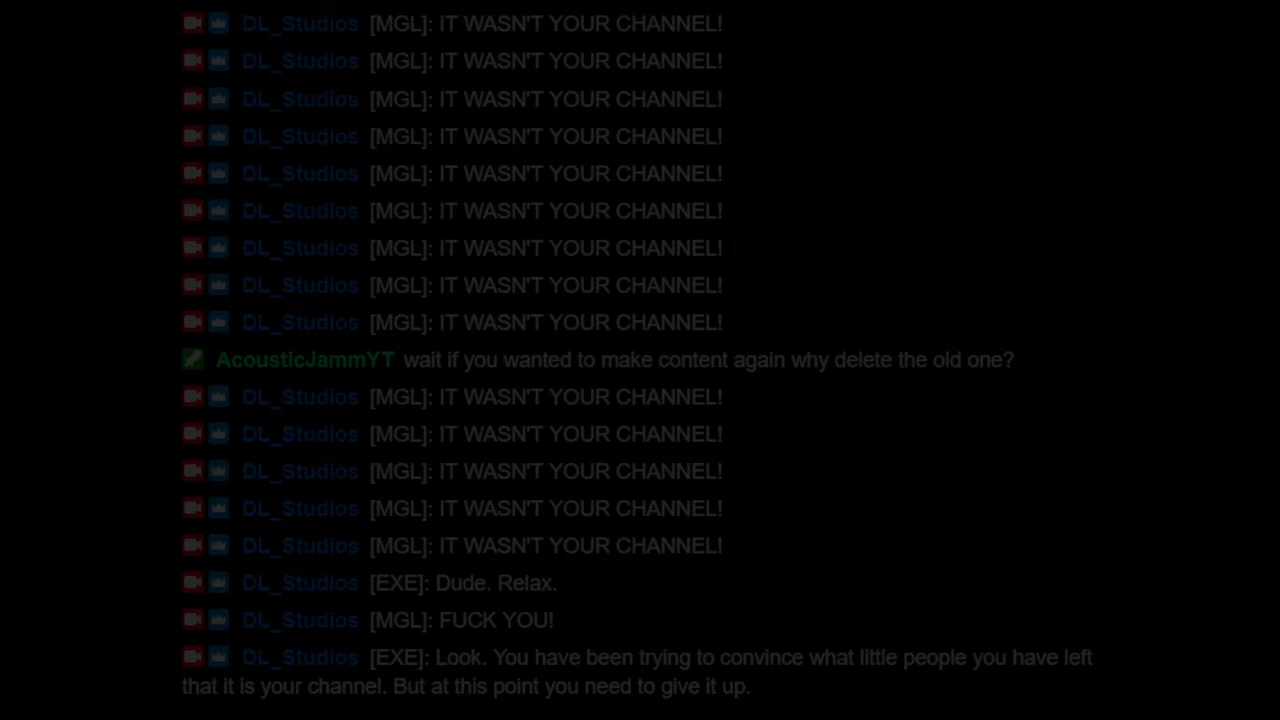 DL_Studios [MGL]: IT WASN'T YOUR CHANNEL!
DL_Studios [MGL]: IT WASN'T YOUR CHANNEL!
DL_Studios [MGL]: IT WASN'T YOUR CHANNEL!
DL_Studios [MGL]: IT WASN'T YOUR CHANNEL!
DL_Studios [MGL]: IT WASN'T YOUR CHANNEL!
DL_Studios [MGL]: IT WASN'T YOUR CHANNEL!
DL_Studios [MGL]: IT WASN'T YOUR CHANNEL!
DL_Studios [MGL]: IT WASN'T YOUR CHANNEL!
DL_Studios [MGL]: IT WASN'T YOUR CHANNEL!
AcousticJammYT wait if you wanted to make content again why delete the old one?
DL_Studios [MGL]: IT WASN'T YOUR CHANNEL!
DL_Studios [MGL]: IT WASN'T YOUR CHANNEL!
DL_Studios [MGL]: IT WASN'T YOUR CHANNEL!
DL_Studios [MGL]: IT WASN'T YOUR CHANNEL!
DL_Studios [MGL]: IT WASN'T YOUR CHANNEL!
DL_Studios [EXE]: Dude. Relax.
DL_Studios [MGL]: FUCK YOU!
DL_Studios [EXE]: Look. You have been trying to convince what little people you have left
that it is your channel. But at this point you need to give it up.